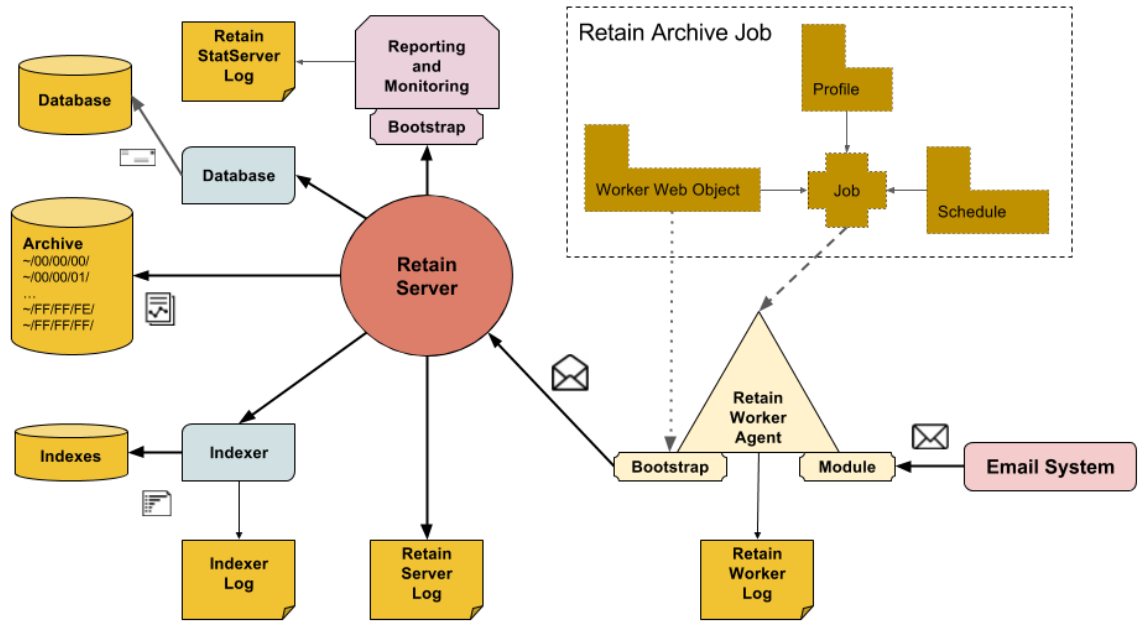 Retain
StatServer
Log
Reporting
and
Monitoring
Bootstrap
Retain Archive Job
Profile
Worker Web Object
Job
Schedule
Database
Database
Archive
~/00/00/00/
~/00/00/01/
...
~/FF/FF/FE/
~/FF/FF/FF/
Retain
Server
Retain
Worker
Agent
Bootstrap
Module
Email System
Indexes
Indexer
Indexer
Log
Retain
Server
Log
Retain
Worker
Log